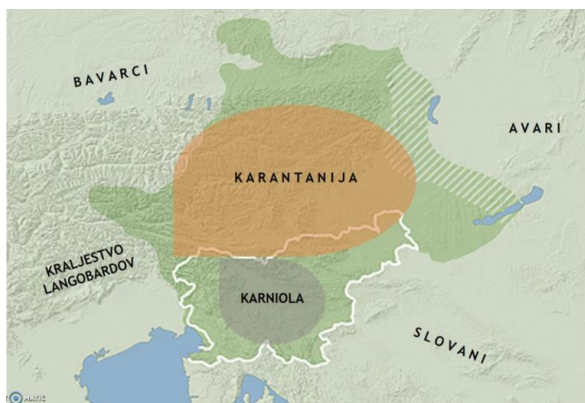 BAVARCI
AVARI
KARANTANIJA
KRALJESTVO
LANGOBARDOV
KARNIOLA
SLOVANI